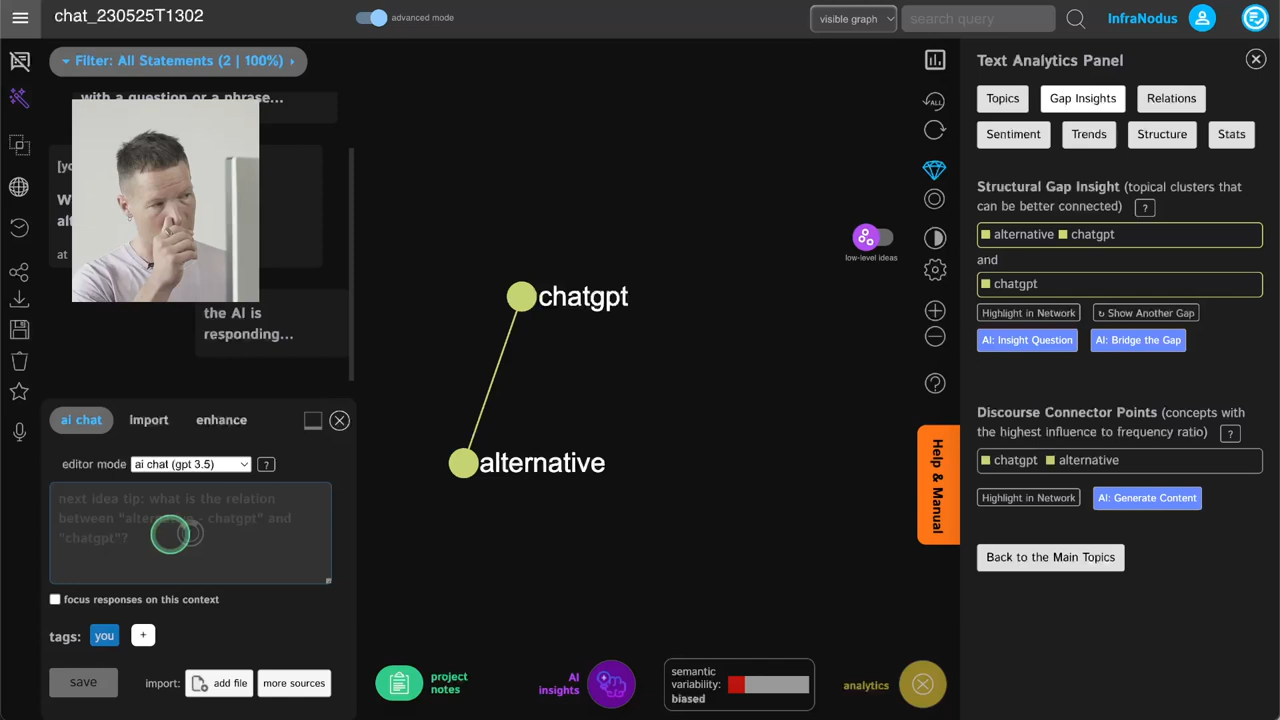 chat_230525T1302
advanced mode
visible graph
search query
InfraNodus
Filter: All Statements (2 | 100%)
with a question or a phrase...
[yo
W
alt
at
the AI is
responding...
ai chat
import
enhance
editor mode
ai chat (gpt 3.5)
?
next idea tip: what is the relation
between "alternative - chatgpt" and
"chatgpt"?
focus responses on this context
tags:
you
+
save
import:
add file
more sources
chatgpt
alternative
ALL
low-level ideas
Help & Manual
project
notes
AI
insights
semantic
variability:
biased
analytics
Text Analytics Panel
Topics
Gap Insights
Relations
Sentiment
Trends
Structure
Stats
Structural Gap Insight (topical clusters that
can be better connected) ?
alternative chatgpt
and
chatgpt
Highlight in Network
↻ Show Another Gap
AI: Insight Question
AI: Bridge the Gap
Discourse Connector Points (concepts with
the highest influence to frequency ratio) ?
chatgpt alternative
Highlight in Network
AI: Generate Content
Back to the Main Topics